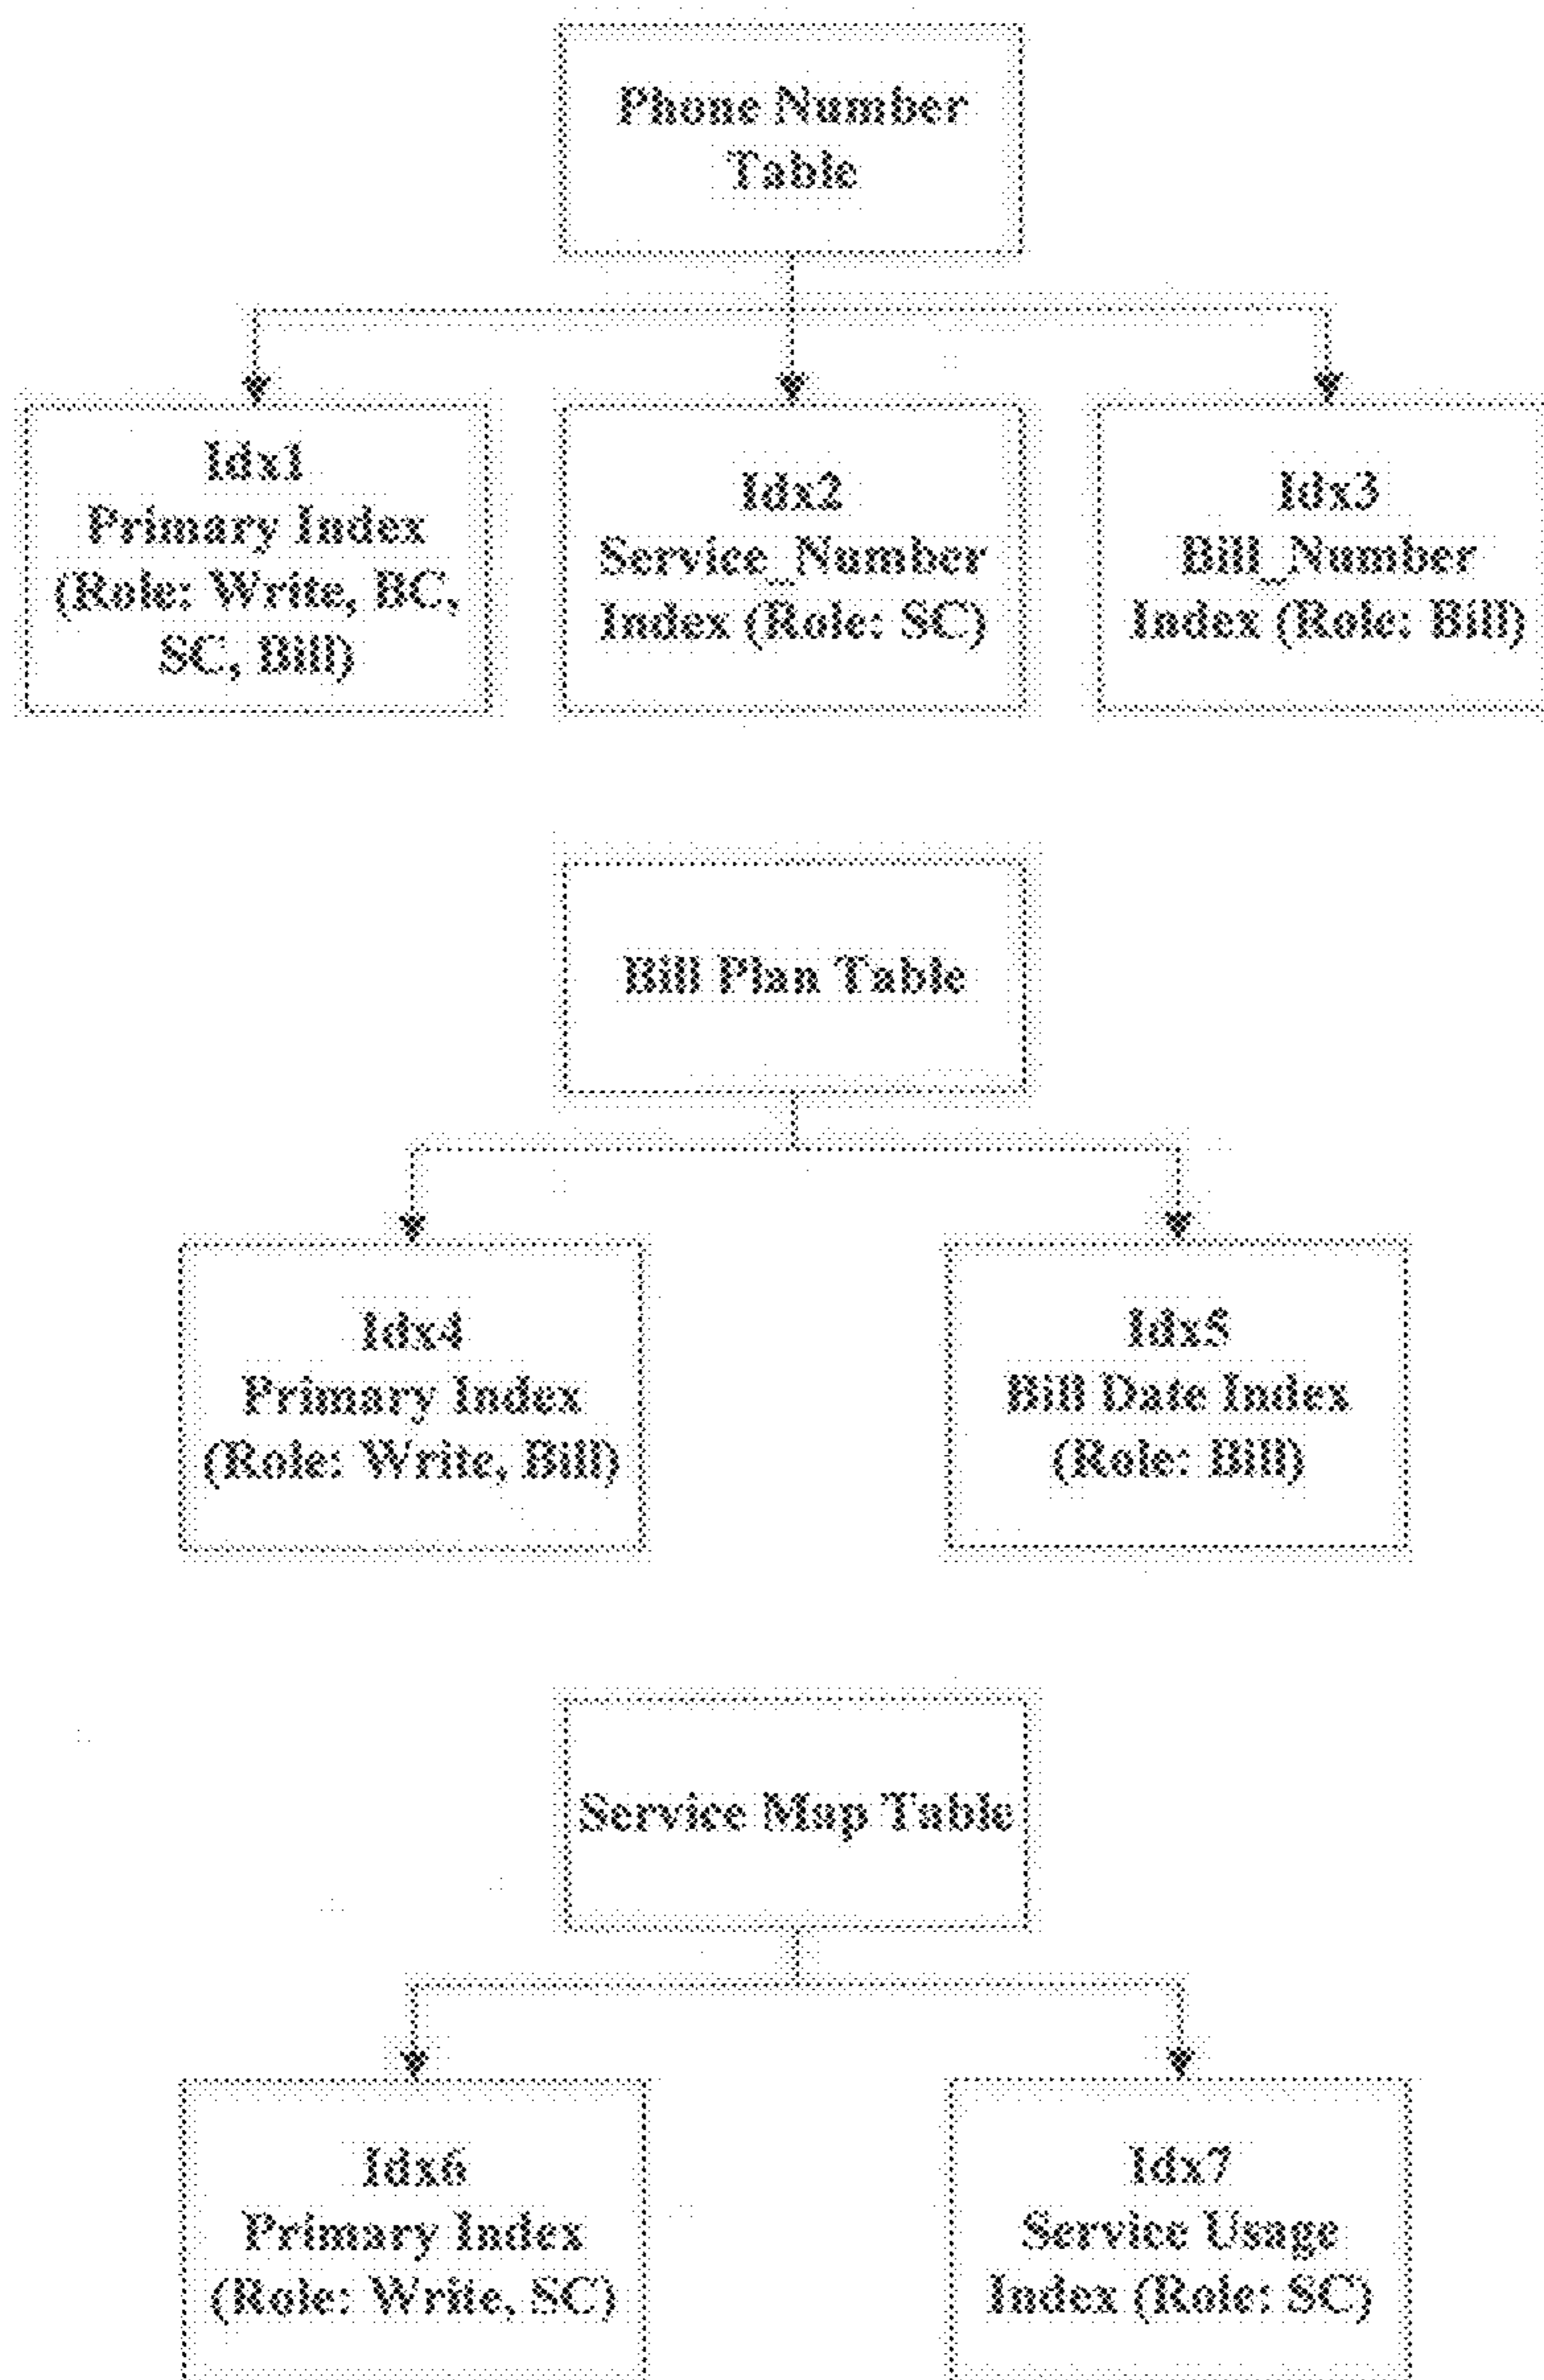 Phone Number
Table
Idx1
Primary Index
(Role: Write, BC,
SC, Bill)
Idx2
Service_Number
Index (Role: SC)
Idx3
Bill_Number
Index (Role: Bill)
Bill Plan Table
Idx4
Primary Index
(Role: Write, Bill)
Idx5
Bill Date Index
(Role: Bill)
Service Map Table
Idx6
Primary Index
(Role: Write, SC)
Idx7
Service Usage
Index (Role: SC)